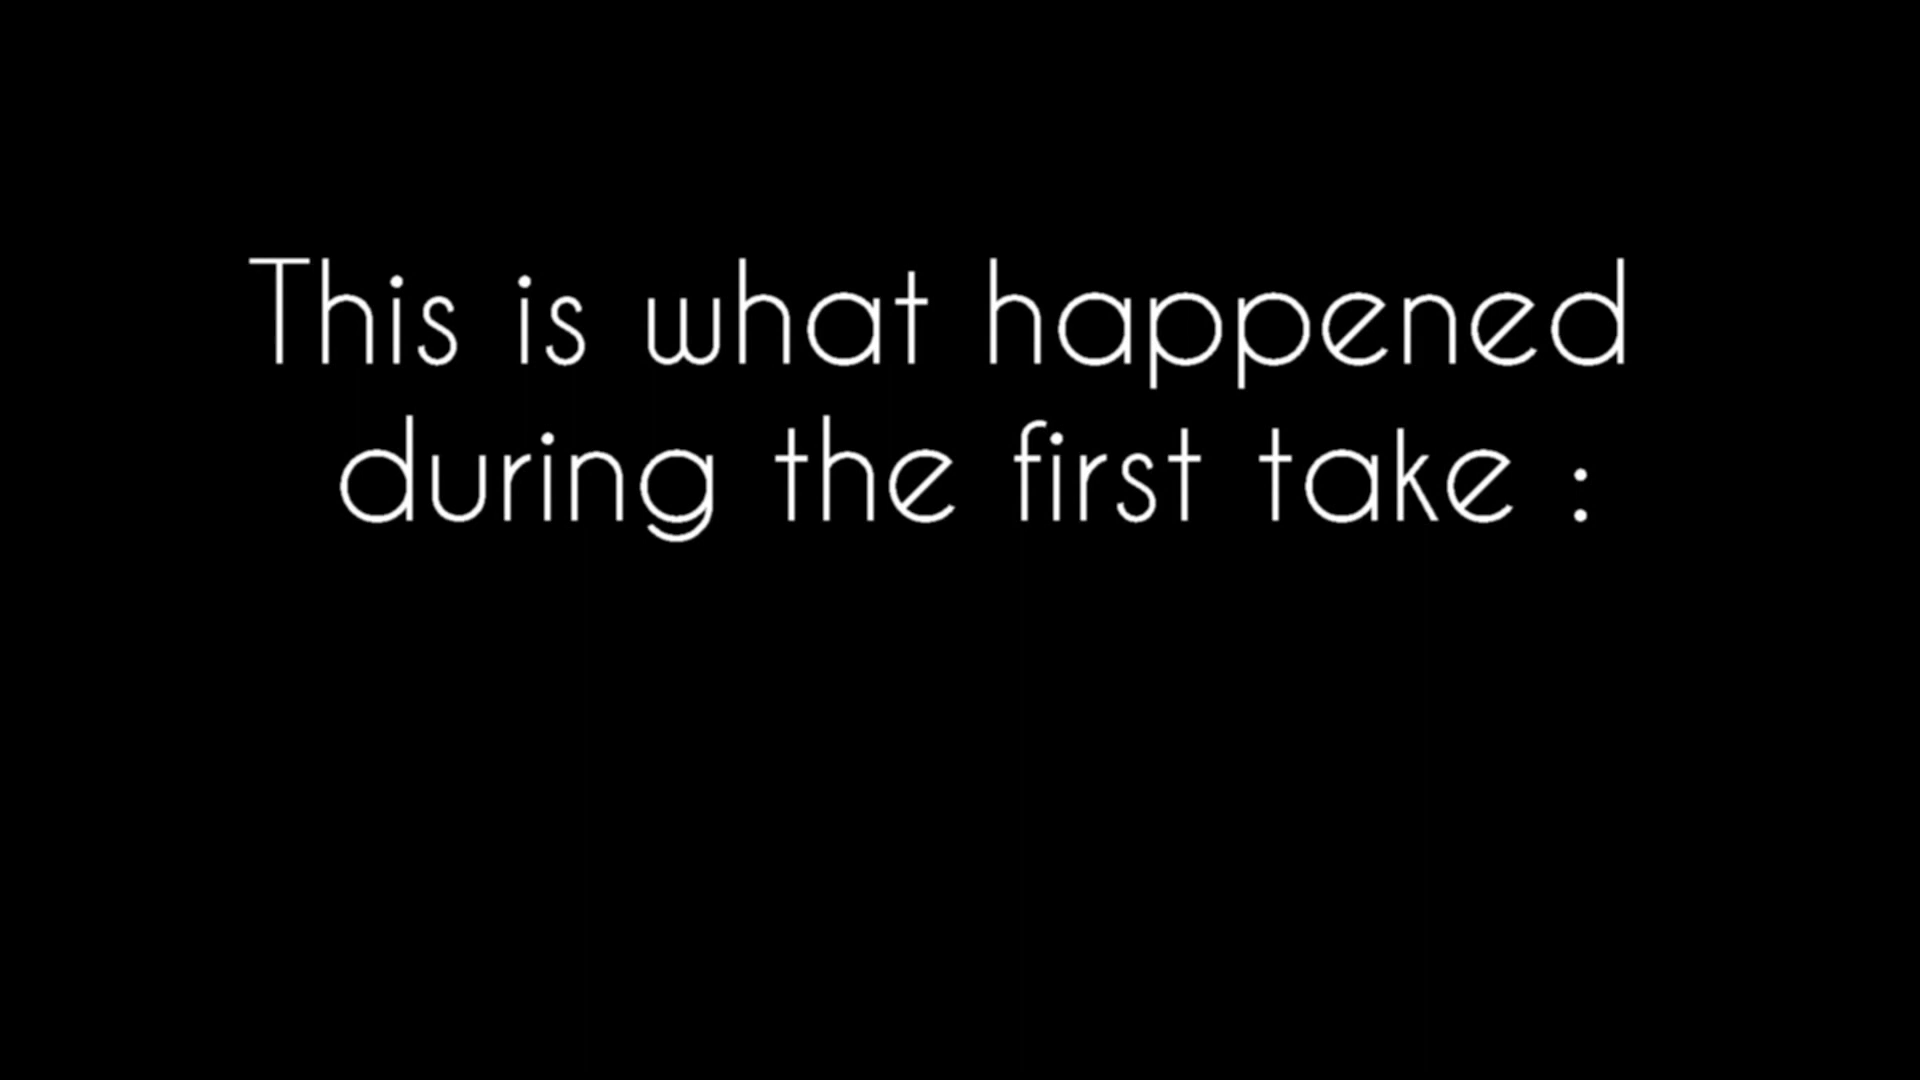 This is what happened
during the first take :